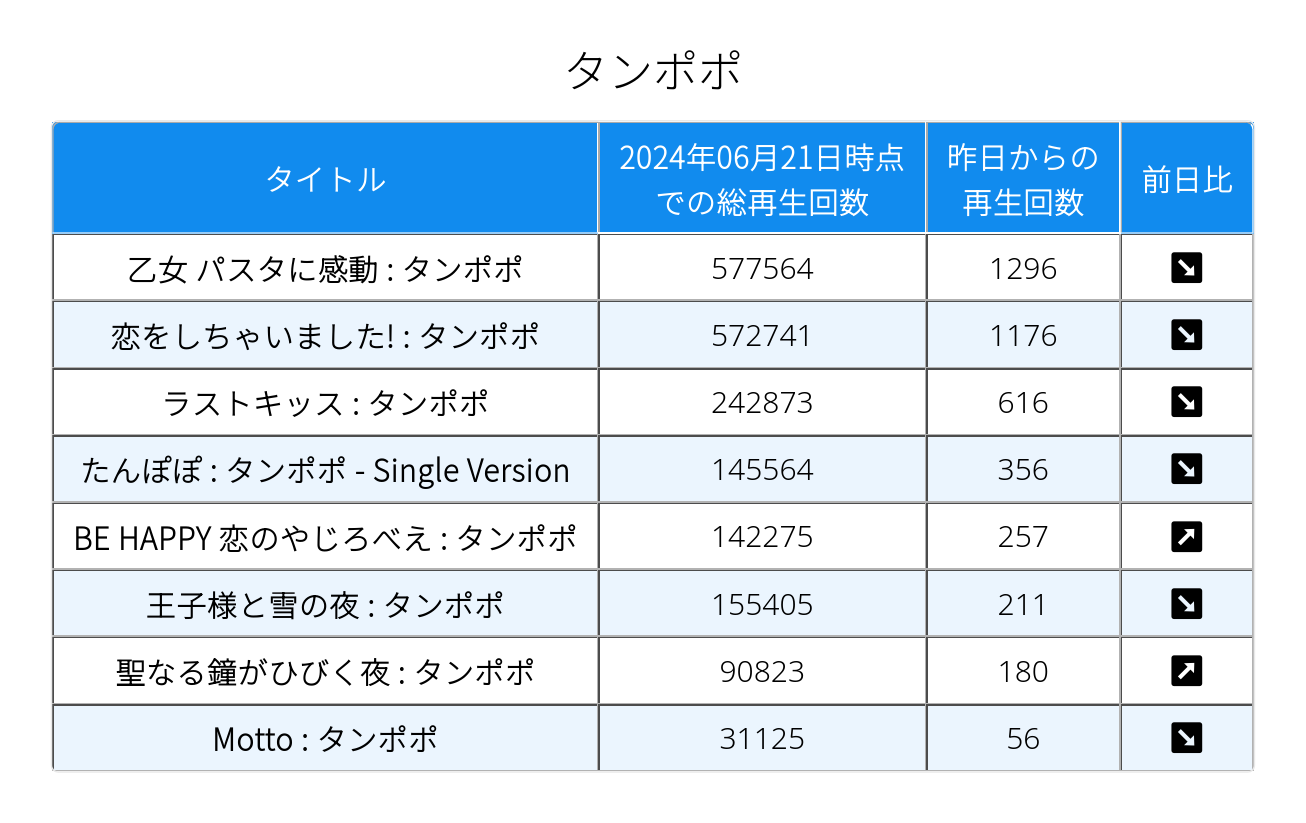 タンポポ
タイトル
2024年06月21日時点
での総再生回数
昨日からの
再生回数
前日比
乙女 パスタに感動 : タンポポ 577564 1296
恋をしちゃいました! : タンポポ 572741 1176
ラストキッス : タンポポ 242873 616
たんぽぽ : タンポポ - Single Version 145564 356
BE HAPPY 恋のやじろべえ : タンポポ 142275 257
王子様と雪の夜 : タンポポ 155405 211
聖なる鐘がひびく夜 : タンポポ 90823 180
Motto : タンポポ 31125 56